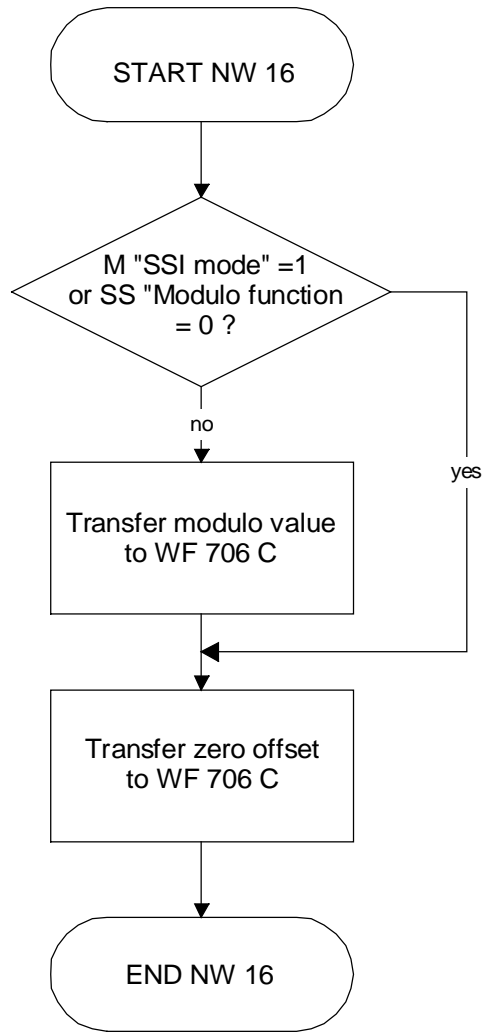 START NW 16
M "SSI mode" =1
or SS "Modulo function
= 0 ?
no
yes
Transfer modulo value
to WF 706 C
Transfer zero offset
to WF 706 C
END NW 16